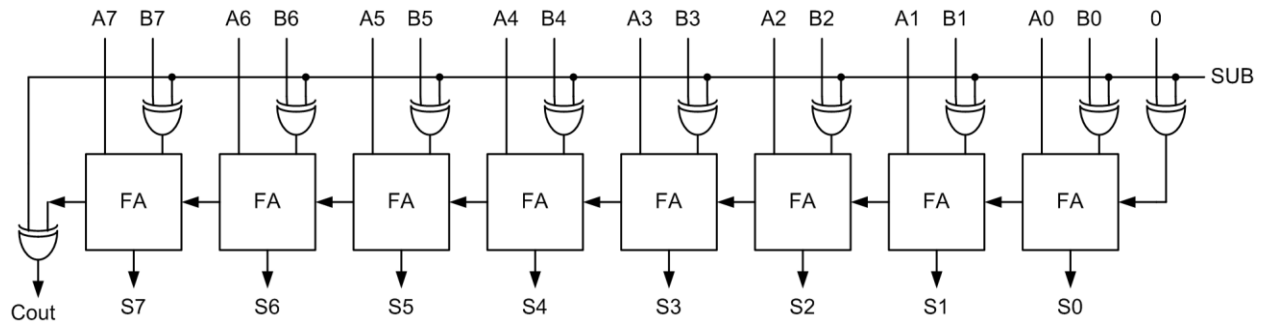 A7 B7 A6 B6 A5 B5 A4 B4 A3 B3 A2 B2 A1 B1 A0 B0 0
SUB
FA FA FA FA FA FA FA FA
Cout S7 S6 S5 S4 S3 S2 S1 S0